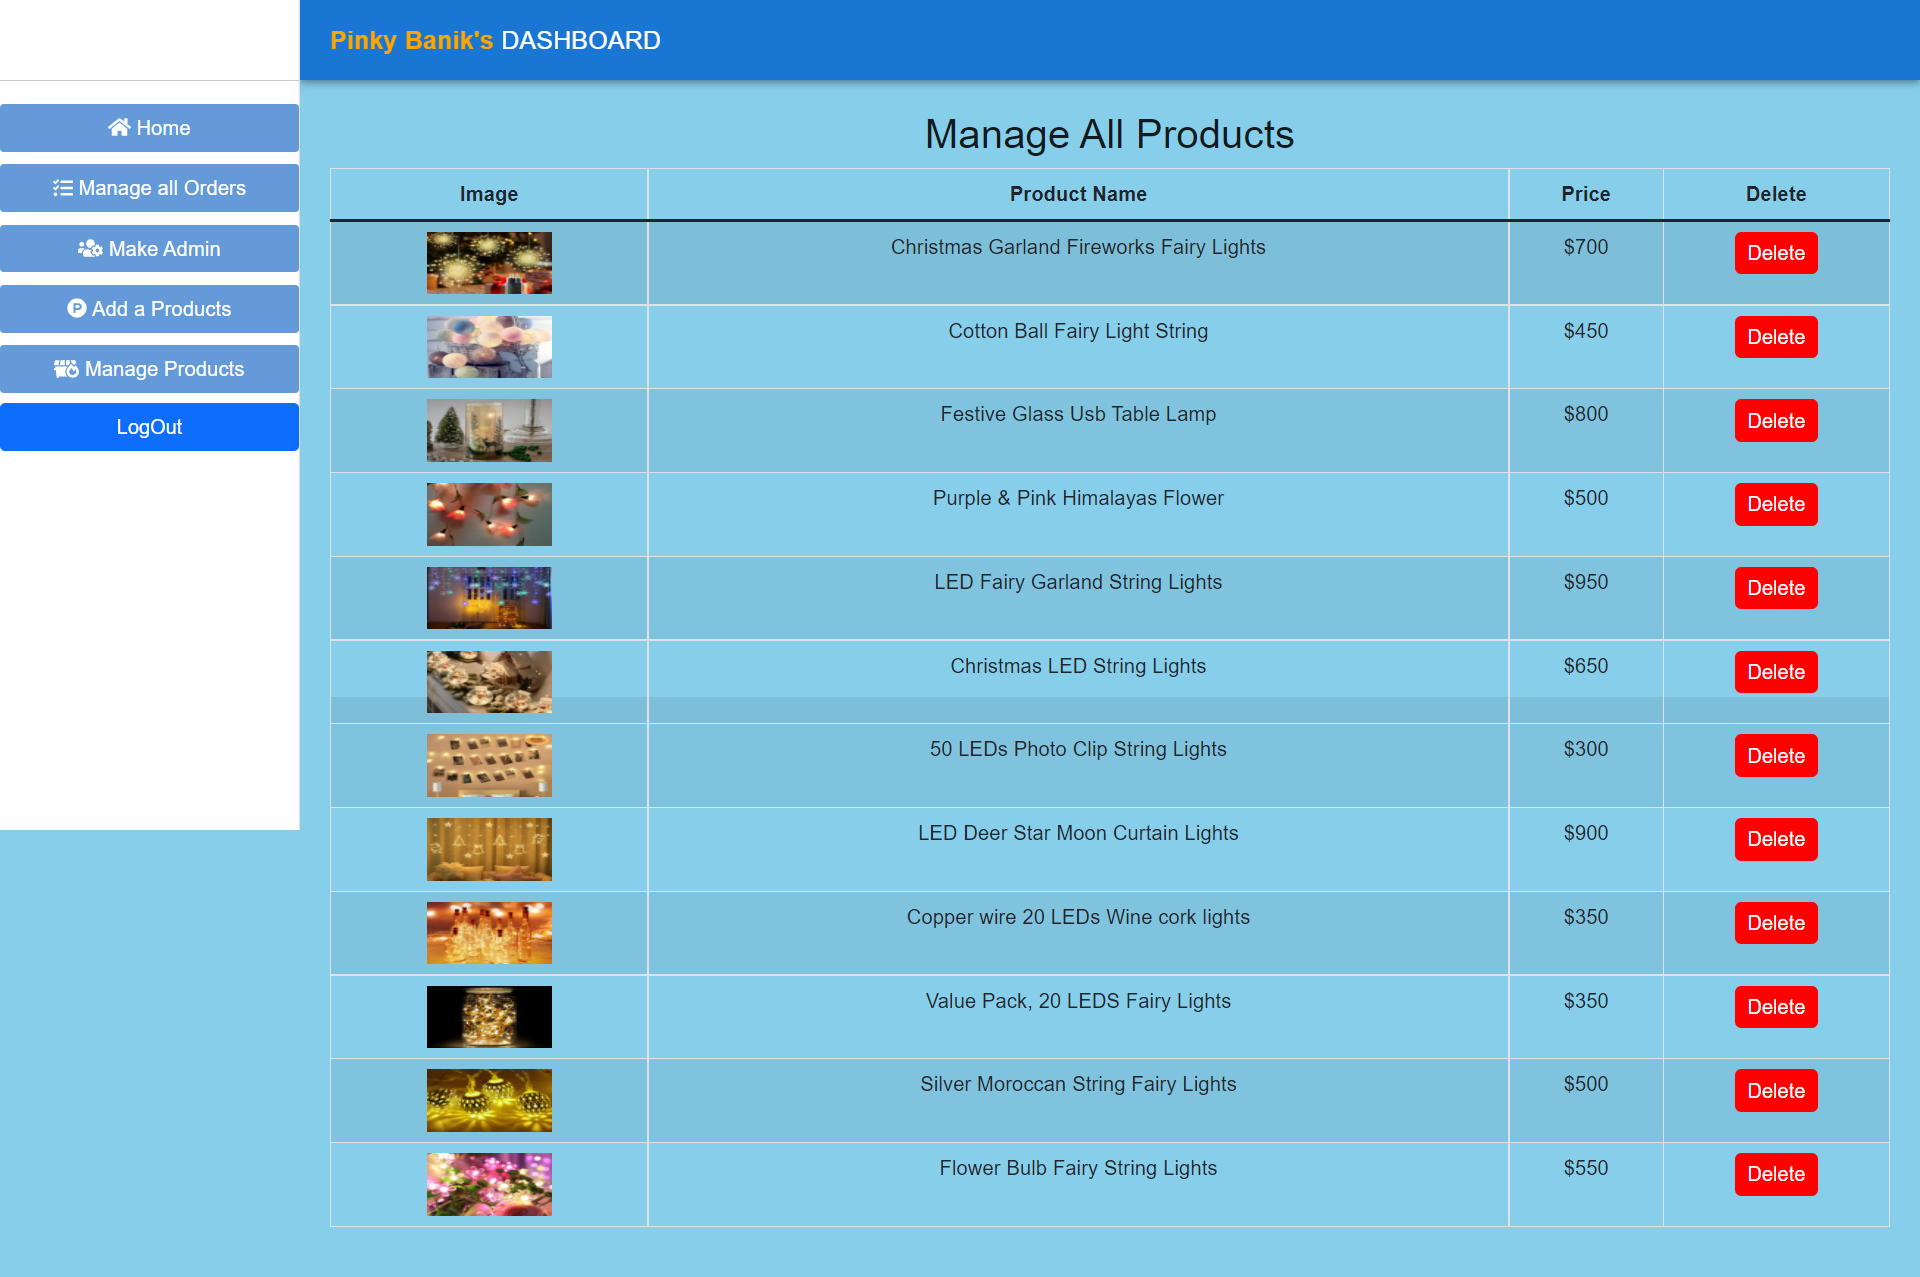 Pinky Banik's DASHBOARD
Home
Manage all Orders
Make Admin
Add a Products
Manage Products
LogOut
Manage All Products
Image Product Name Price Delete
Christmas Garland Fireworks Fairy Lights $700 Delete
Cotton Ball Fairy Light String $450 Delete
Festive Glass Usb Table Lamp $800 Delete
Purple & Pink Himalayas Flower $500 Delete
LED Fairy Garland String Lights $950 Delete
Christmas LED String Lights $650 Delete
50 LEDs Photo Clip String Lights $300 Delete
LED Deer Star Moon Curtain Lights $900 Delete
Copper wire 20 LEDs Wine cork lights $350 Delete
Value Pack, 20 LEDS Fairy Lights $350 Delete
Silver Moroccan String Fairy Lights $500 Delete
Flower Bulb Fairy String Lights $550 Delete